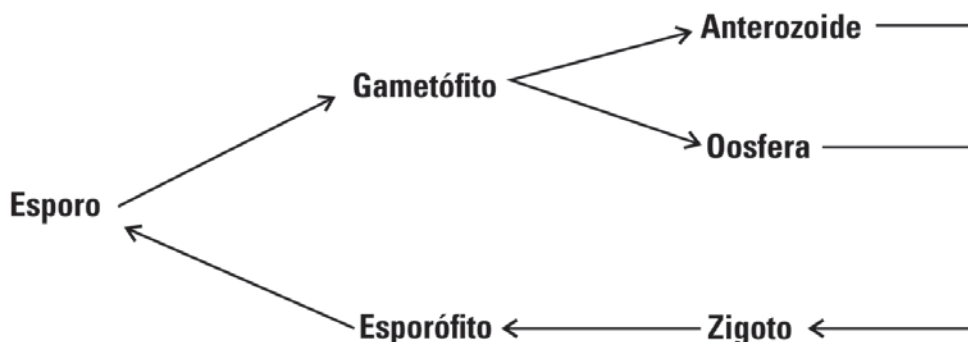 Anterozoide
Gametófito
Oosfera
Esporo
Esporófito
Zigoto